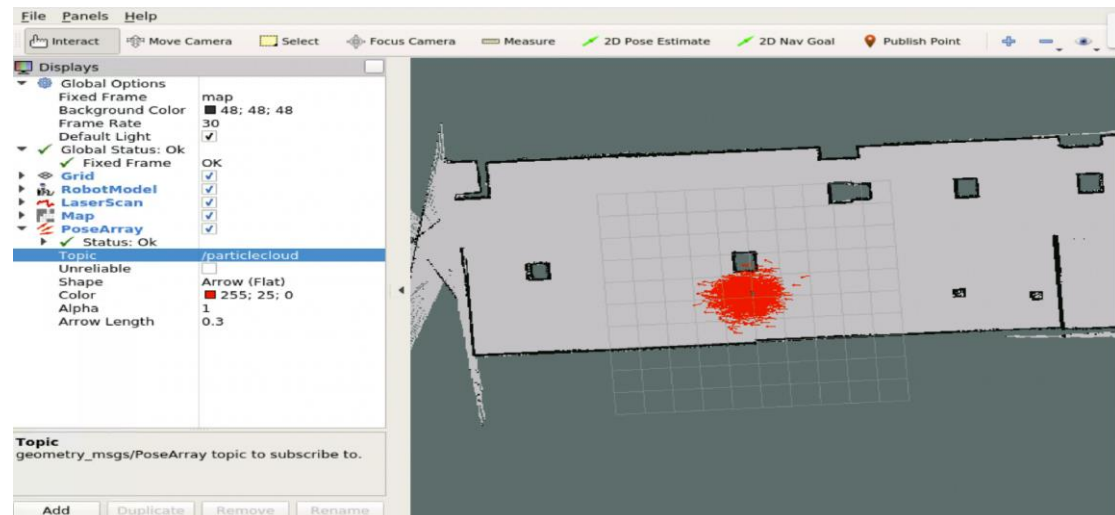 File Panels Help
Interact Move Camera Select Focus Camera Measure 2D Pose Estimate 2D Nav Goal Publish Point
Displays
Global Options
Fixed Frame map
Background Color 48; 48; 48
Frame Rate 30
Default Light
Global Status: Ok
Fixed Frame OK
Grid
RobotModel
LaserScan
Map
PoseArray
Status: Ok
Topic /particlecloud
Unreliable
Shape Arrow (Flat)
Color 255; 25; 0
Alpha 1
Arrow Length 0.3
Topic
geometry_msgs/PoseArray topic to subscribe to.
Add Duplicate Remove Rename